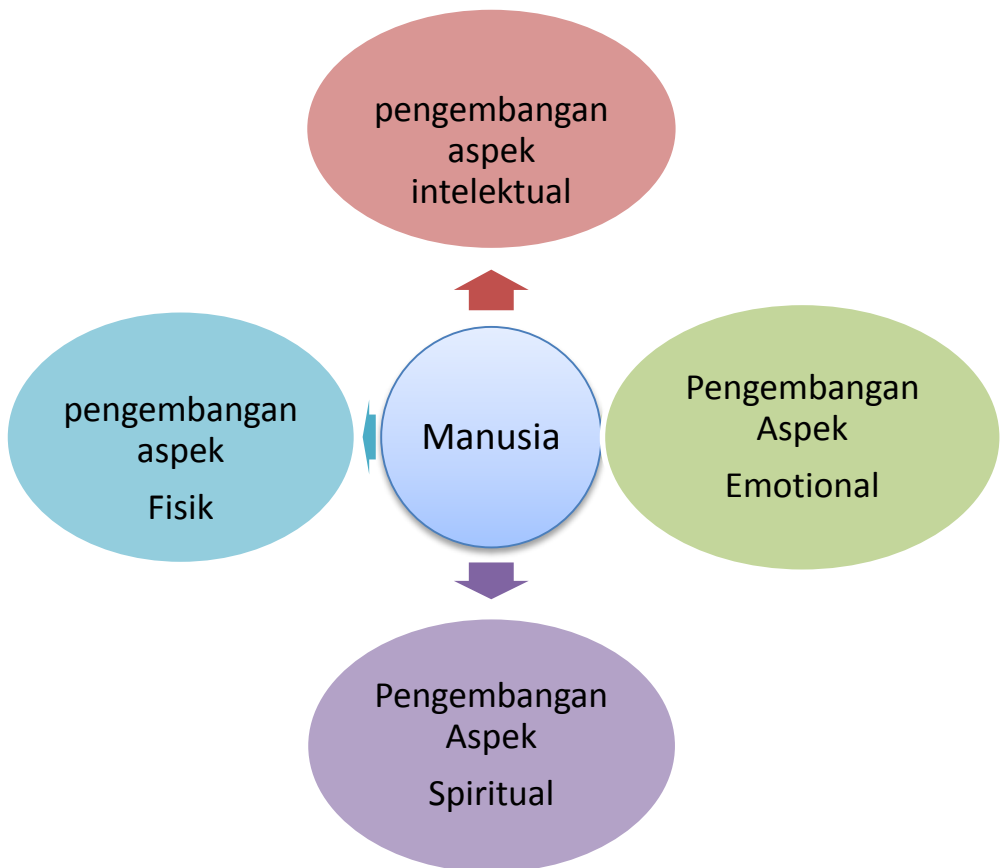 pengembangan
aspek
intelektual
pengembangan
aspek
Fisik
Manusia
Pengembangan
Aspek
Emotional
Pengembangan
Aspek
Spiritual